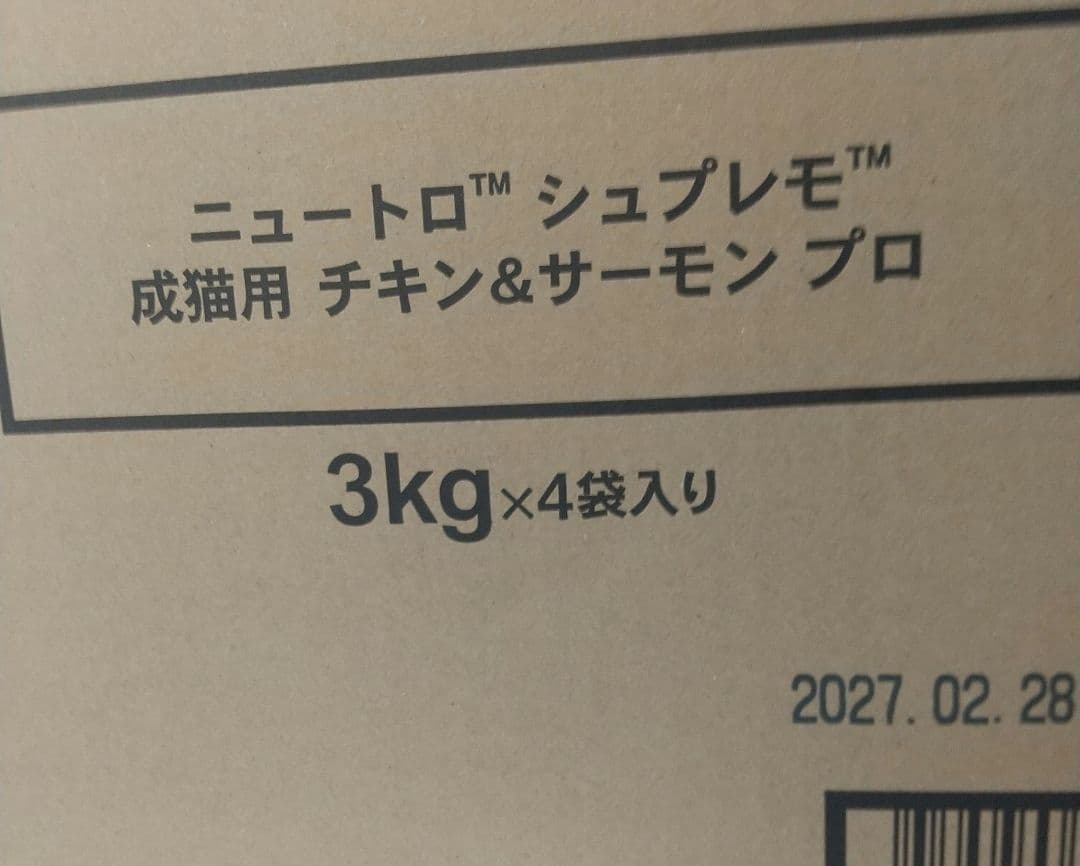 ニュートロ™ シュプレモ™
成猫用 チキン&サーモン プロ
3kg×4袋入り
2027.02.28